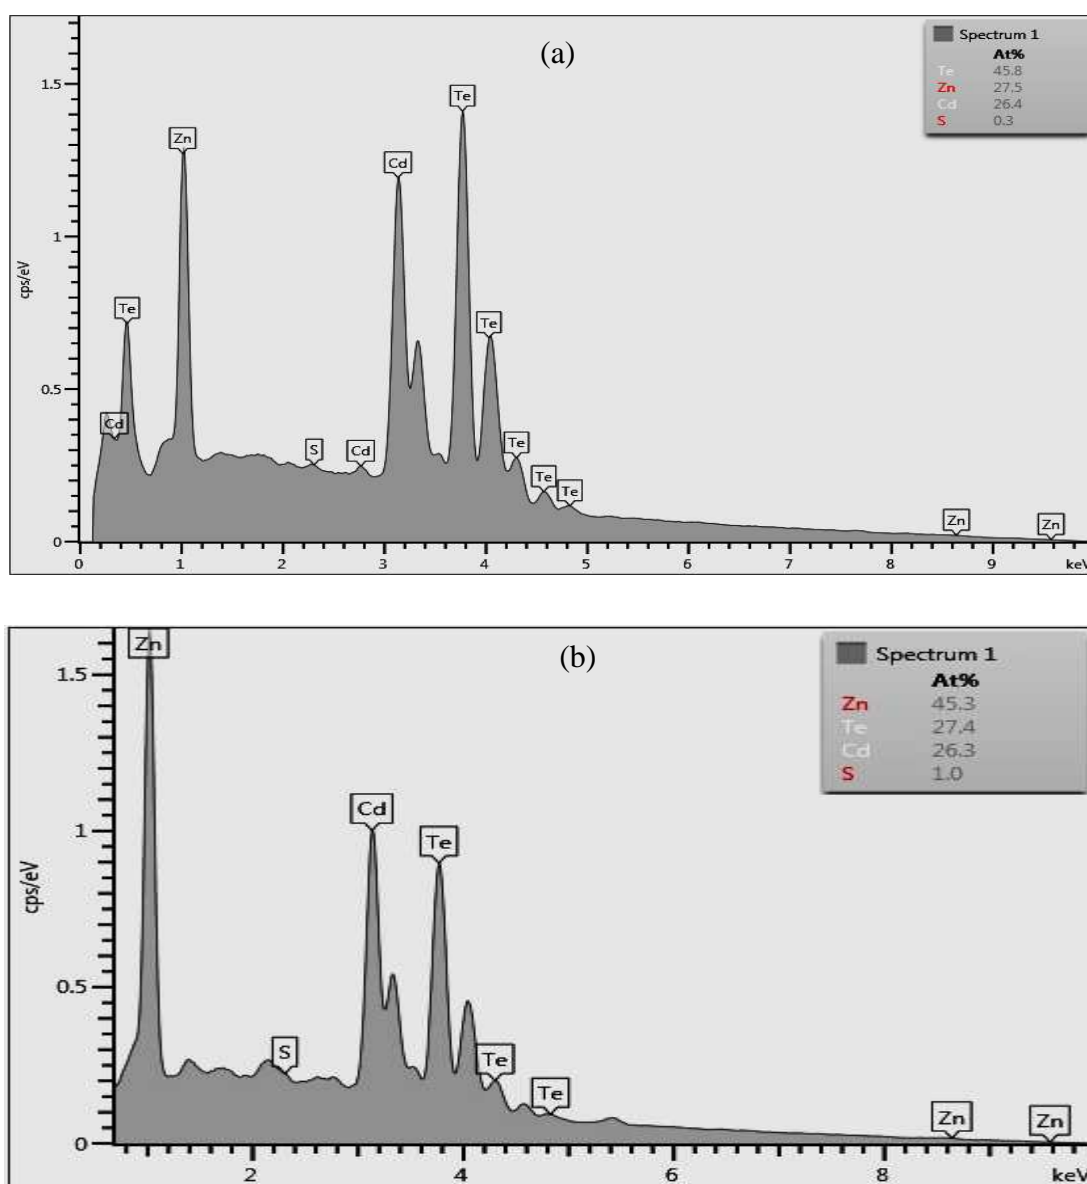 (a)
Spectrum 1
At%
Te 45.8
Zn 27.5
Cd 26.4
S 0.3
Te
Zn
Cd
Te
Cd
Te
S
Cd
Te
Te
Te
Zn
Zn
1.5
1
0.5
0
cps/eV
0 1 2 3 4 5 6 7 8 9 keV
(b)
Spectrum 1
At%
Zn 45.3
Te 27.4
Cd 26.3
S 1.0
Zn
Cd
Te
S
Te
Te
Zn
Zn
1.5
1
0.5
0
cps/eV
2 4 6 8 keV